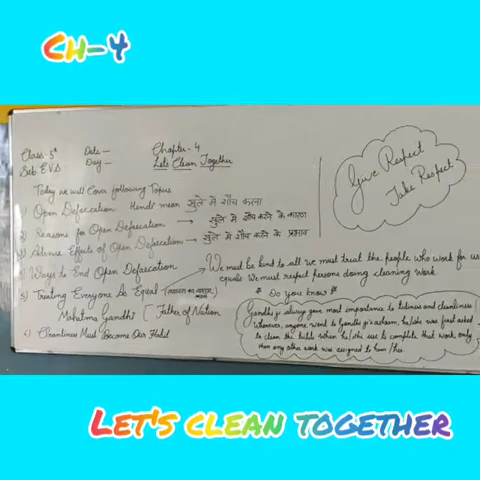 Ch-4
Class- 5th Date-
Sub- E.V.S Day-
Chapter- 4
Lets Clean Together
Today we will Cover following Topics
1) Open Defecation Hindi mean खुले में शौच करना
2) Reasons for Open Defecation → खुले में शौच करने के कारण
3) Adverse Effects of Open Defecation → खुले में शौच करने के प्रभाव
Ways to End Open Defecation
5) Treating Everyone As Equal
Mahatma Gandhi [ Father of Nation
Cleanliness Must Become Our Habit
Give Respect
Take Respect
We must be kind to all we must treat the people who work for us
equals We must respect persons doing cleaning work
* Do you know *
Gandhi ji always gave most importance to tidiness and cleanliness
Whenever, anyone went to Gandhi ji's ashram, he/she was first asked
to clean the toilets When he/she use to complete that work, only
then any other work was assigned to him/her
Let's clean together